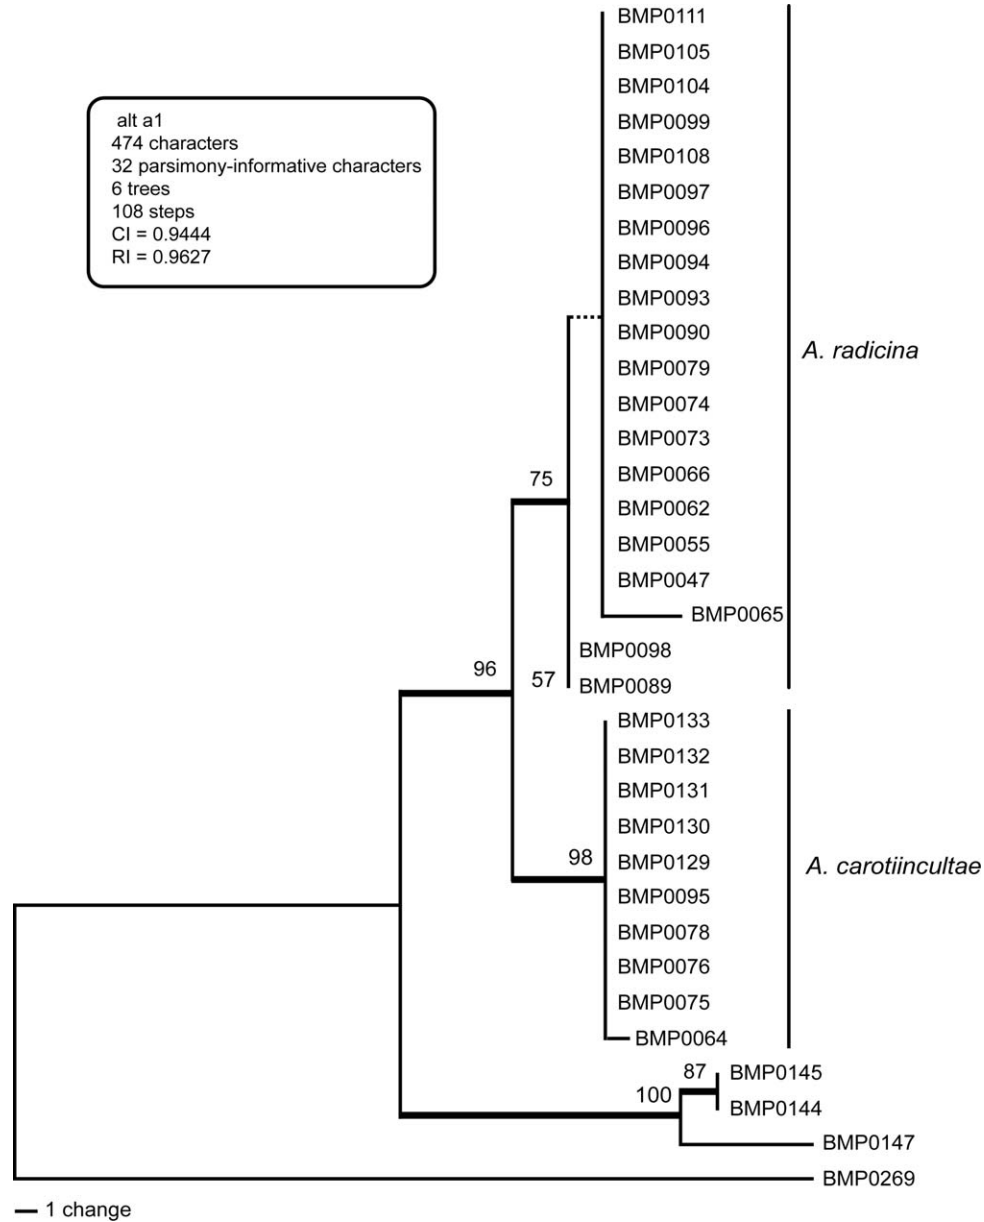 BMP0111
BMP0105
BMP0104
BMP0099
BMP0108
BMP0097
BMP0096
BMP0094
BMP0093
BMP0090
BMP0079
BMP0074
BMP0073
BMP0066
BMP0062
BMP0055
BMP0047
BMP0065
BMP0098
BMP0089
BMP0133
BMP0132
BMP0131
BMP0130
BMP0129
BMP0095
BMP0078
BMP0076
BMP0075
BMP0064
BMP0145
BMP0144
BMP0147
BMP0269
alt a1
474 characters
32 parsimony-informative characters
6 trees
108 steps
CI = 0.9444
RI = 0.9627
A. radicina
A. carotiincultae
75
96
57
98
87
100
1 change